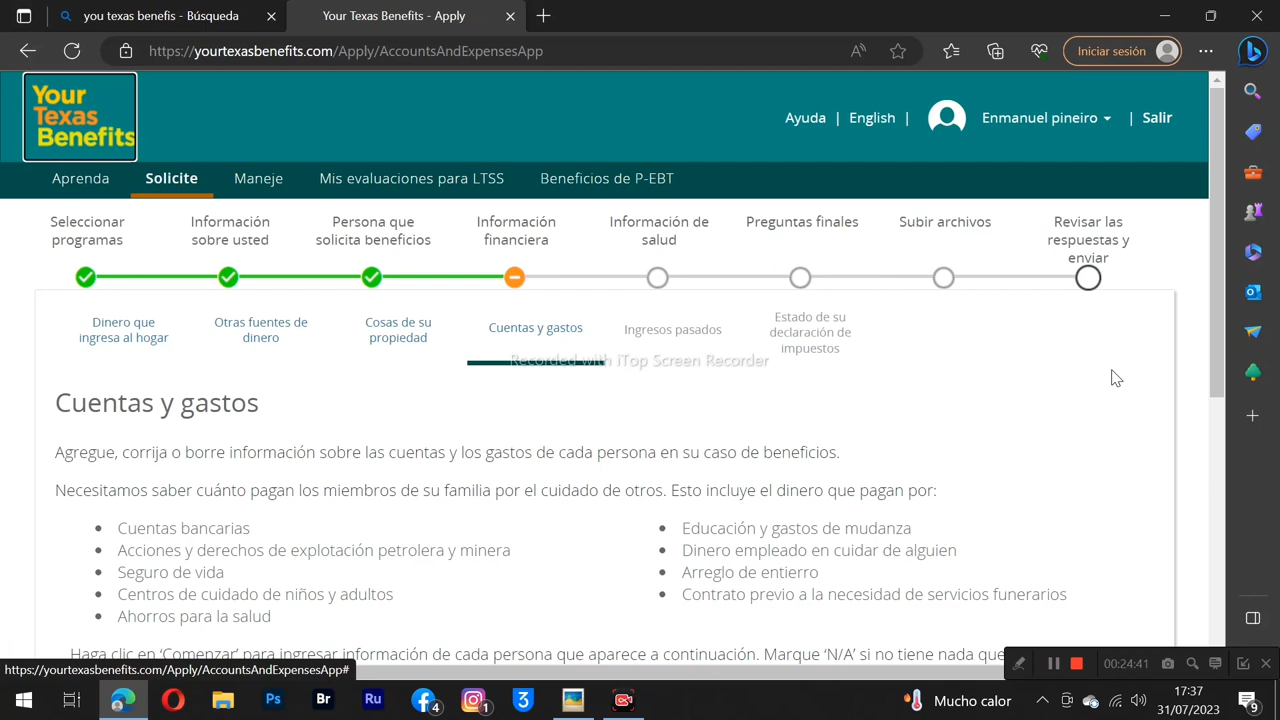 you texas benefis - Búsqueda
Your Texas Benefits - Apply
https://yourtexasbenefits.com/Apply/AccountsAndExpensesApp
Iniciar sesión
Your
Texas
Benefits
Ayuda | English | Enmanuel pineiro | Salir
Aprenda Solicite Maneje Mis evaluaciones para LTSS Beneficios de P-EBT
Seleccionar
programas
Información
sobre usted
Persona que
solicita beneficios
Información
financiera
Información de
salud
Preguntas finales
Subir archivos
Revisar las
respuestas y
enviar
Dinero que
ingresa al hogar
Otras fuentes de
dinero
Cosas de su
propiedad
Cuentas y gastos
Ingresos pasados
Estado de su
declaración de
impuestos
Recorded with iTop Screen Recorder
Cuentas y gastos
Agregue, corrija o borre información sobre las cuentas y los gastos de cada persona en su caso de beneficios.
Necesitamos saber cuánto pagan los miembros de su familia por el cuidado de otros. Esto incluye el dinero que pagan por:
• Cuentas bancarias
• Acciones y derechos de explotación petrolera y minera
• Seguro de vida
• Centros de cuidado de niños y adultos
• Ahorros para la salud
• Educación y gastos de mudanza
• Dinero empleado en cuidar de alguien
• Arreglo de entierro
• Contrato previo a la necesidad de servicios funerarios
Haga clic en ‘Comenzar’ para ingresar información de cada persona que aparece a continuación. Marque ‘N/A’ si no tiene nada que
https://yourtexasbenefits.com/Apply/AccountsAndExpensesApp#
00:24:41
Ps
Br
Ru
4
1
3
Mucho calor
17:37
31/07/2023
9